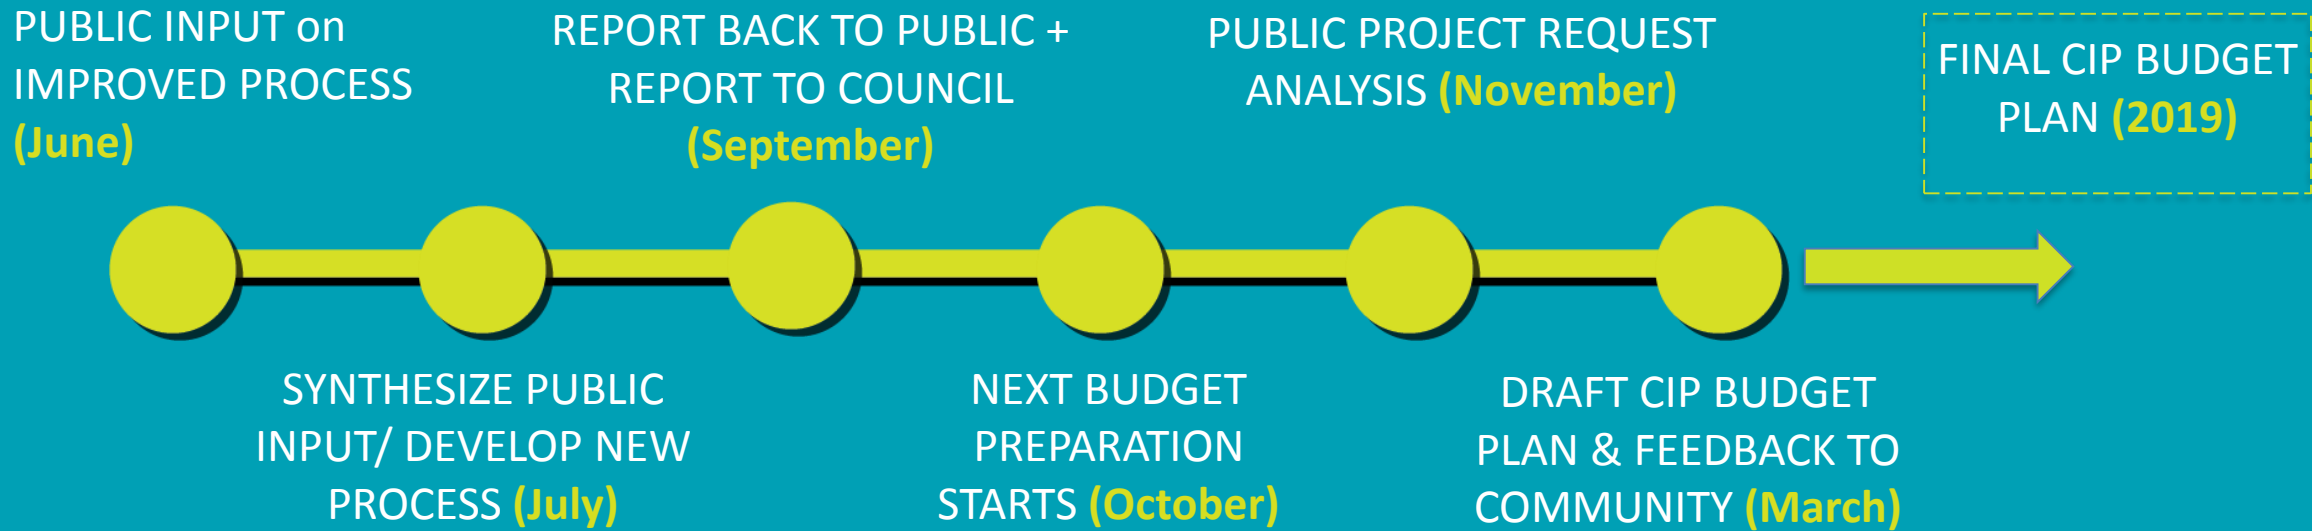 PUBLIC INPUT on
IMPROVED PROCESS
(June)
SYNTHESIZE PUBLIC
INPUT/ DEVELOP NEW
PROCESS (July)
REPORT BACK TO PUBLIC +
REPORT TO COUNCIL
(September)
NEXT BUDGET
PREPARATION
STARTS (October)
PUBLIC PROJECT REQUEST
ANALYSIS (November)
DRAFT CIP BUDGET
PLAN & FEEDBACK TO
COMMUNITY (March)
FINAL CIP BUDGET
PLAN (2019)